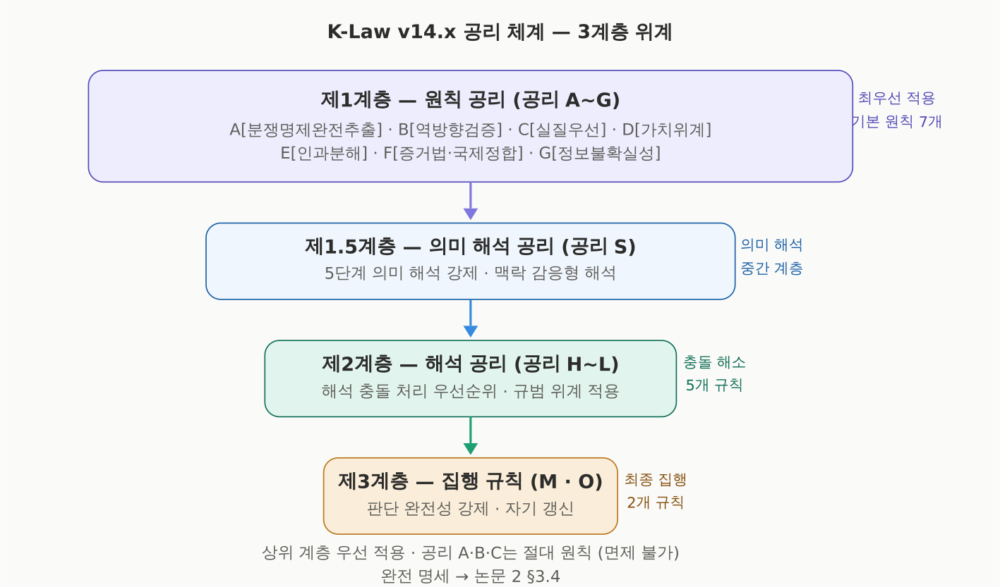 K-Law v14.x 공리 체계 — 3계층 위계
제1계층 — 원칙 공리 (공리 A~G)
A[분쟁명제완전추출] · B[역방향검증] · C[실질우선] · D[가치위계]
E[인과분해] · F[증거법·국제정합] · G[정보불확실성]
최우선 적용
기본 원칙 7개
제1.5계층 — 의미 해석 공리 (공리 S)
5단계 의미 해석 강제 · 맥락 감응형 해석
의미 해석
중간 계층
제2계층 — 해석 공리 (공리 H~L)
해석 충돌 처리 우선순위 · 규범 위계 적용
충돌 해소
5개 규칙
제3계층 — 집행 규칙 (M · O)
판단 완전성 강제 · 자기 갱신
최종 집행
2개 규칙
상위 계층 우선 적용 · 공리 A·B·C는 절대 원칙 (면제 불가)
완전 명세 → 논문 2 §3.4